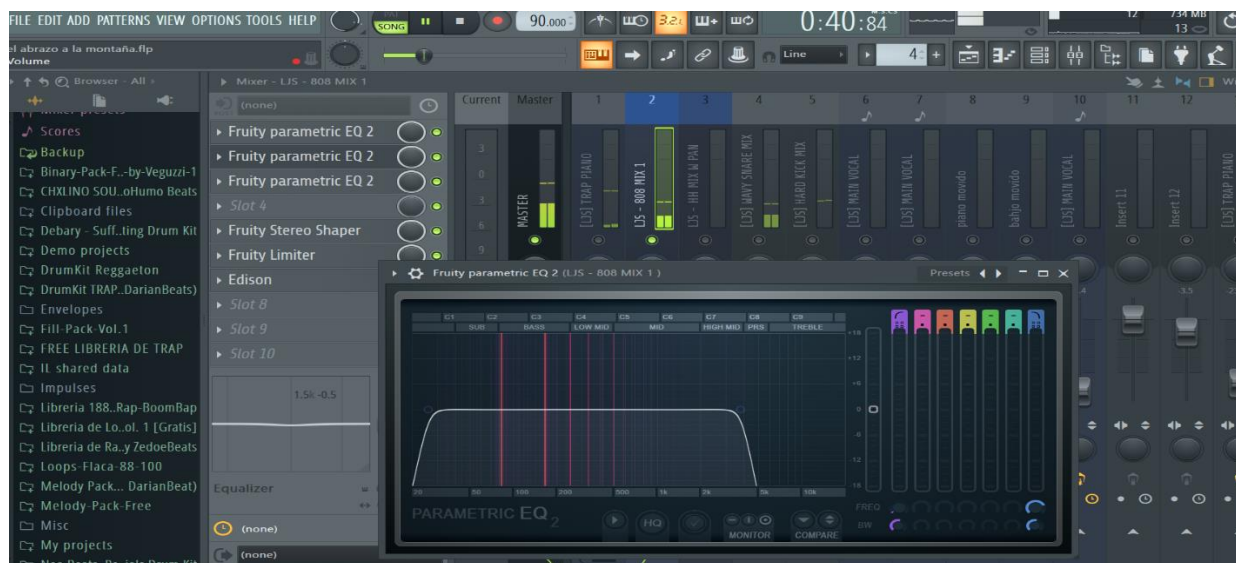 FILE EDIT ADD PATTERNS VIEW OPTIONS TOOLS HELP
SONG
90.000
3.2
0:40:84
12
734 MB
13
el abrazo a la montaña.flp
Volume
Line
4
Browser - All
Mixer - LJS - 808 MIX 1
(none)
Scores
Backup
Binary-Pack-F..-by-Veguzzi-1
CHXLINO SOU..oHumo Beats
Clipboard files
Debary - Suff..ting Drum Kit
Demo projects
DrumKit Reggaeton
DrumKit TRAP..DarianBeats)
Envelopes
Fill-Pack-Vol.1
FREE LIBRERIA DE TRAP
IL shared data
Impulses
Libreria 188..Rap-BoomBap
Libreria de Lo..ol. 1 [Gratis]
Libreria de Ra..y ZedoeBeats
Loops-Flaca-88-100
Melody Pack... DarianBeat)
Melody-Pack-Free
Misc
My projects
Fruity parametric EQ 2
Fruity parametric EQ 2
Fruity parametric EQ 2
Slot 4
Fruity Stereo Shaper
Fruity Limiter
Edison
Slot 8
Slot 9
Slot 10
1.5k -0.5
Equalizer
(none)
(none)
Current Master 1 2 3 4 5 6 7 8 9 10 11 12
3
0
3
6
9
MASTER
[LJS] TRAP PIANO
LJS - 808 MIX 1
LJS - HH MIX W PAN
[LJS] WAVY SNARE MIX
[LJS] HARD KICK MIX
[LJS] MAIN VOCAL
[LJS] MAIN VOCAL
piano movido
bahjo movido
[LJS] MAIN VOCAL
Insert 11
Insert 12
[LJS] TRAP PIANO
-3.5
Fruity parametric EQ 2 (LJS - 808 MIX 1 )
Presets
C1 C2 C3 C4 C5 C6 C7 C8 C9
SUB BASS LOW MID MID HIGH MID PRS TREBLE
+18
+12
+6
0
-6
-12
-18
20 50 100 200 500 1k 2k 5k 10k
PARAMETRIC EQ 2
HQ
MONITOR
COMPARE
FREQ
BW